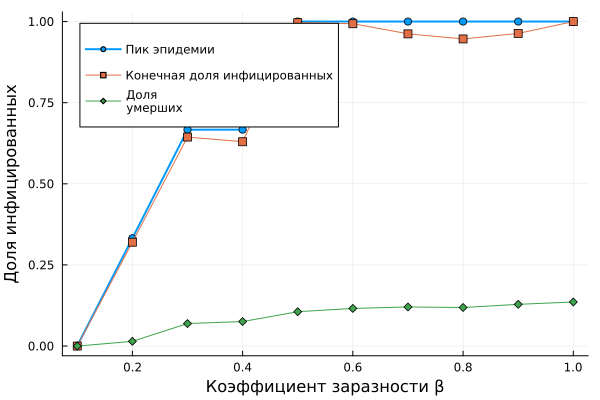 1.00
0.75
0.50
0.25
0.00
Доля инфицированных
Пик эпидемии
Конечная доля инфицированных
Доля
умерших
0.2
0.4
0.6
0.8
1.0
Коэффициент заразности β